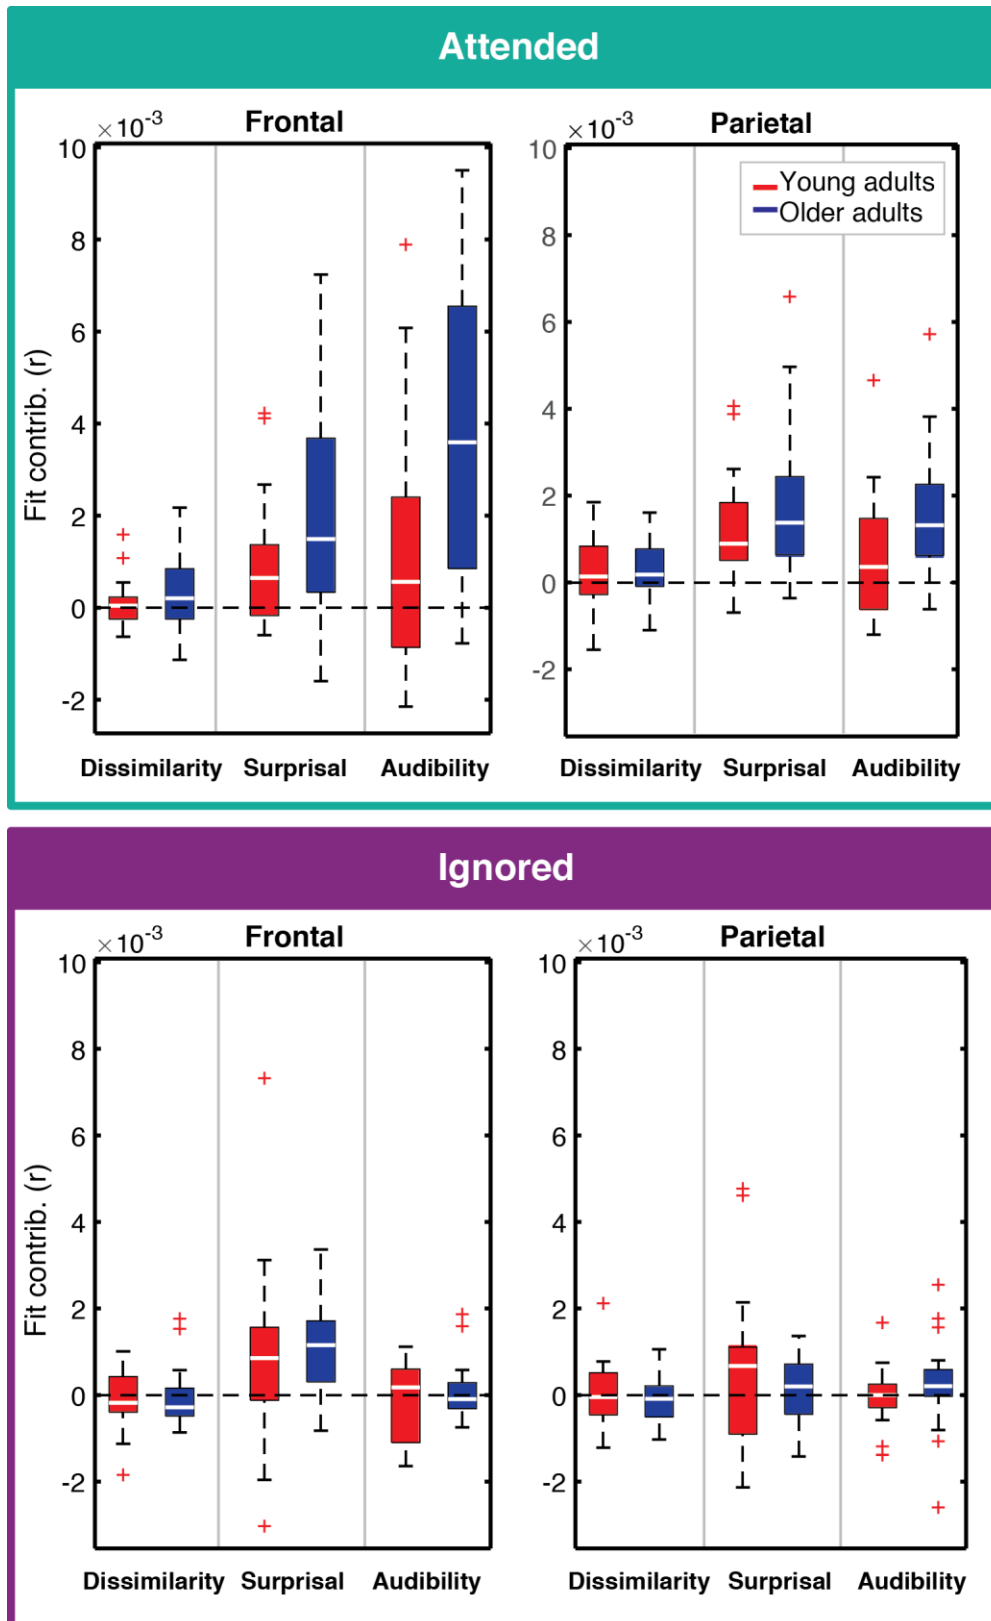 Attended
×10⁻³ Frontal
×10⁻³ Parietal
10
8
6
4
2
0
-2
Fit contrib. (r)
10
8
6
4
2
0
-2
Young adults
Older adults
Dissimilarity Surprisal Audibility
Dissimilarity Surprisal Audibility
Ignored
×10⁻³ Frontal
×10⁻³ Parietal
10
8
6
4
2
0
-2
Fit contrib. (r)
10
8
6
4
2
0
-2
Dissimilarity Surprisal Audibility
Dissimilarity Surprisal Audibility